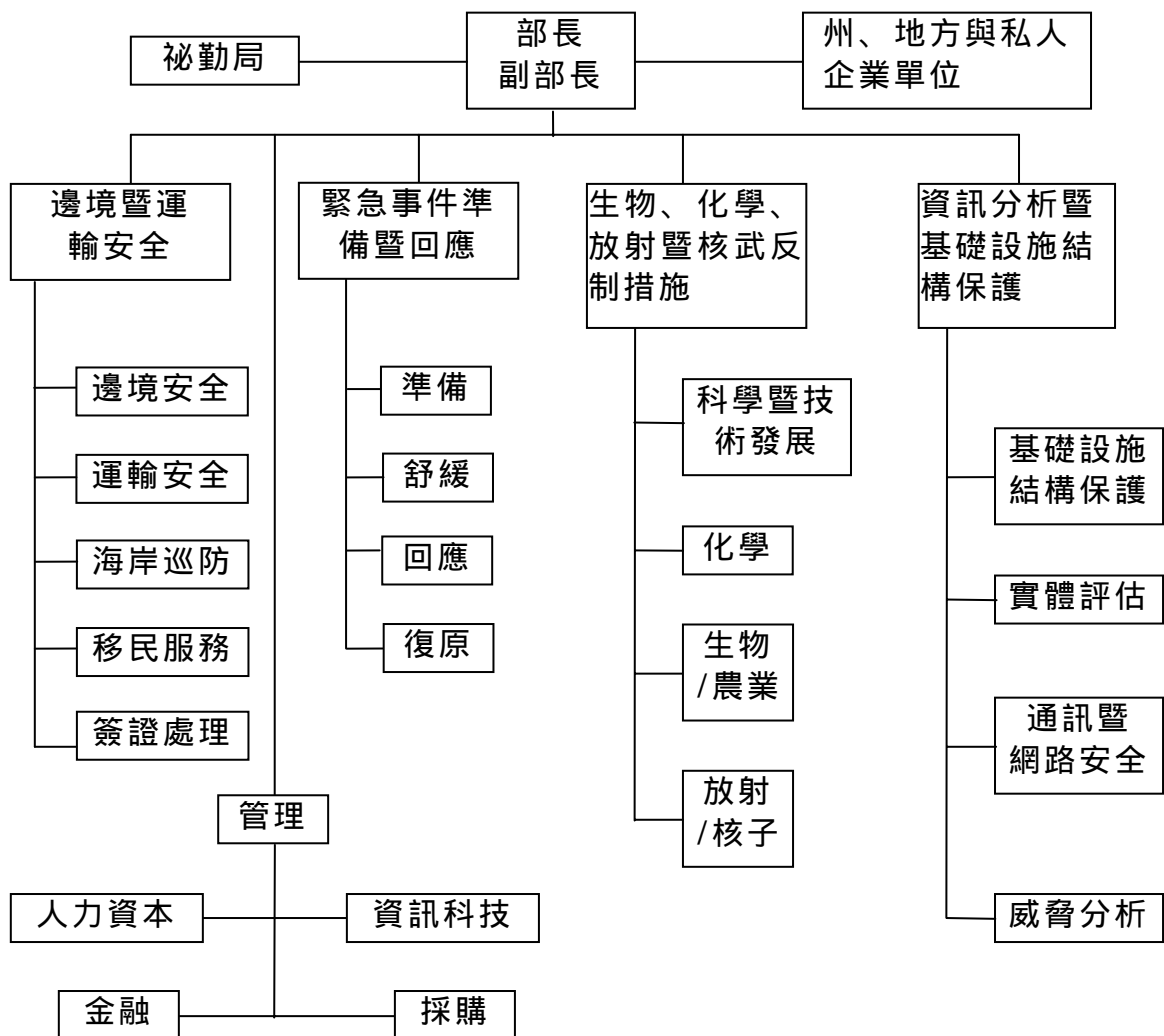 祕勤局
部長
副部長
州、地方與私人
企業單位
邊境暨運
輸安全
緊急事件準
備暨回應
生物、化學、
放射暨核武反
制措施
資訊分析暨
基礎設施結
構保護
邊境安全
運輸安全
海岸巡防
移民服務
簽證處理
準備
舒緩
回應
復原
科學暨技
術發展
化學
生物
/農業
放射
/核子
基礎設施
結構保護
實體評估
通訊暨
網路安全
威脅分析
管理
人力資本
資訊科技
金融
採購